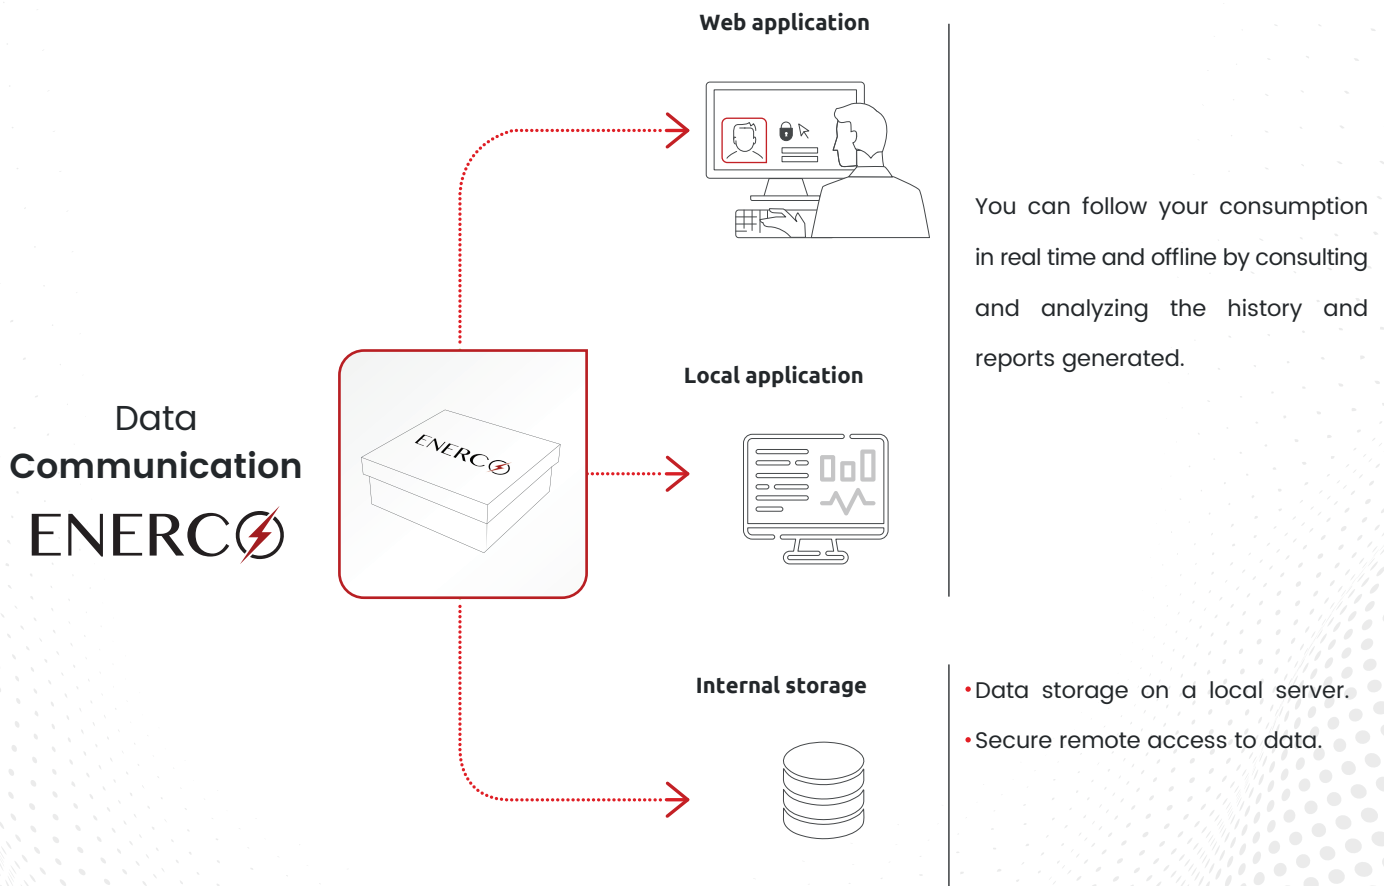 Web application
You can follow your consumption
in real time and offline by consulting
and analyzing the history and
reports generated.
Local application
Data
Communication
ENERCO
ENERCO
Internal storage
•Data storage on a local server.
•Secure remote access to data.